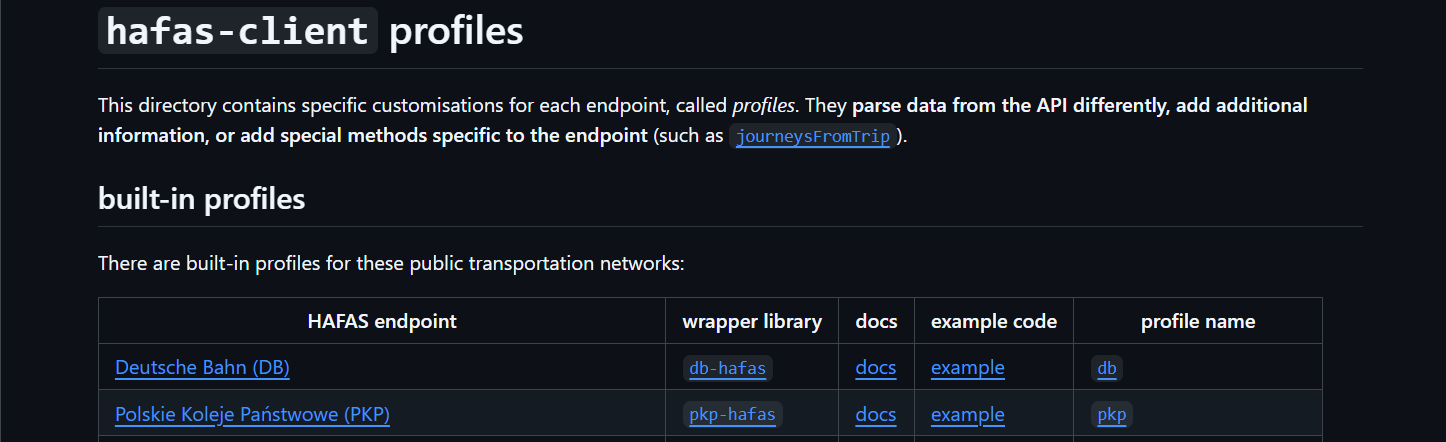 hafas-client profiles
This directory contains specific customisations for each endpoint, called profiles. They parse data from the API differently, add additional
information, or add special methods specific to the endpoint (such as journeysFromTrip).
built-in profiles
There are built-in profiles for these public transportation networks:
HAFAS endpoint wrapper library docs example code profile name
Deutsche Bahn (DB) db-hafas docs example db
Polskie Koleje Państwowe (PKP) pkp-hafas docs example pkp